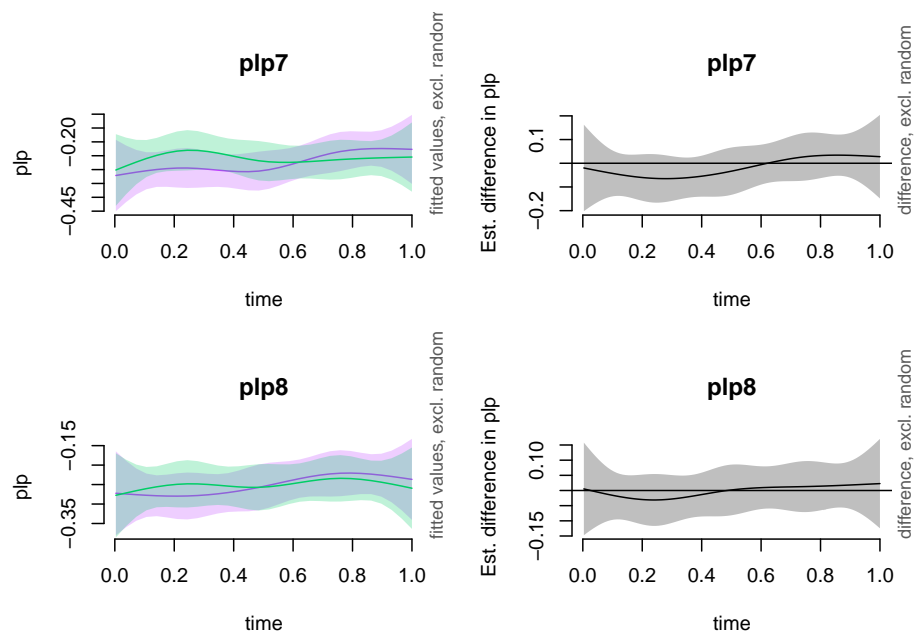 plp7
plp
−0.20
−0.45
0.0 0.2 0.4 0.6 0.8 1.0
time
fitted values, excl. random
plp7
Est. difference in plp
0.1
−0.2
0.0 0.2 0.4 0.6 0.8 1.0
time
difference, excl. random
plp8
plp
−0.15
−0.35
0.0 0.2 0.4 0.6 0.8 1.0
time
fitted values, excl. random
plp8
Est. difference in plp
0.10
−0.15
0.0 0.2 0.4 0.6 0.8 1.0
time
difference, excl. random